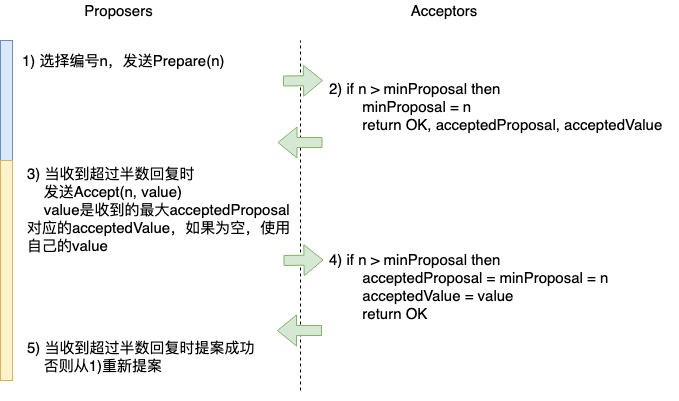 Proposers
Acceptors
1) 选择编号n，发送Prepare(n)
2) if n > minProposal then
minProposal = n
return OK, acceptedProposal, acceptedValue
3) 当收到超过半数回复时
发送Accept(n, value)
value是收到的最大acceptedProposal
对应的acceptedValue，如果为空，使用
自己的value
4) if n > minProposal then
acceptedProposal = minProposal = n
acceptedValue = value
return OK
5) 当收到超过半数回复时提案成功
否则从1)重新提案